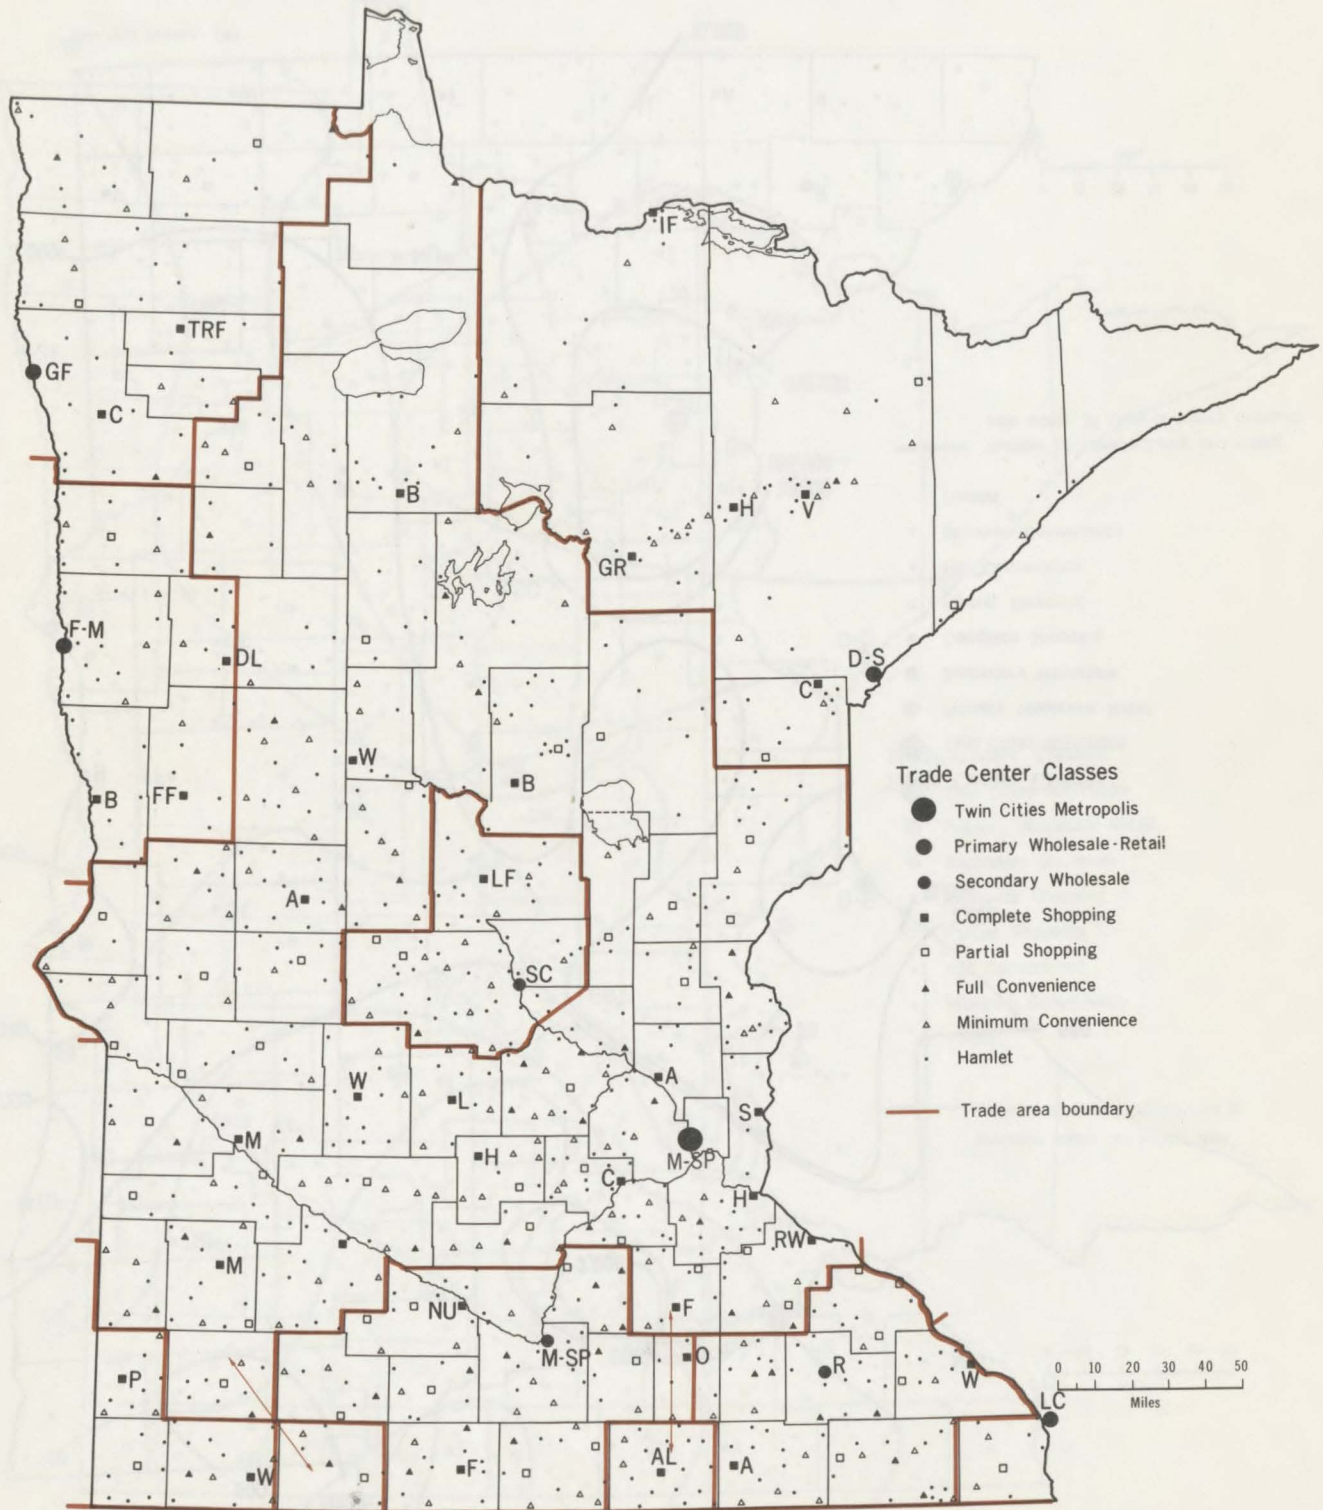 IF
TRF
GF
C
B
H
V
GR
F-M
DL
D-S
C
W
B
FF
B
Trade Center Classes
Twin Cities Metropolis
Primary Wholesale-Retail
Secondary Wholesale
Complete Shopping
Partial Shopping
Full Convenience
Minimum Convenience
Hamlet
Trade area boundary
LF
A
SC
A
W
L
S
M
M-SP
H
C
H
RW
M
NU
F
M-SP
O
R
W
P
0 10 20 30 40 50
Miles
LC
W
F
AL
A